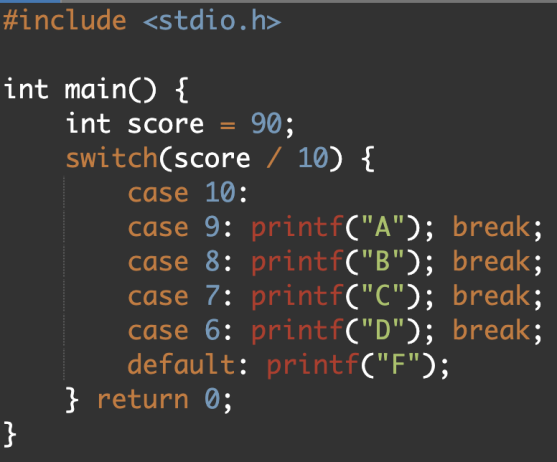 #include <stdio.h>

int main() {
    int score = 90;
    switch(score / 10) {
        case 10:
        case 9: printf("A"); break;
        case 8: printf("B"); break;
        case 7: printf("C"); break;
        case 6: printf("D"); break;
        default: printf("F");
    } return 0;
}